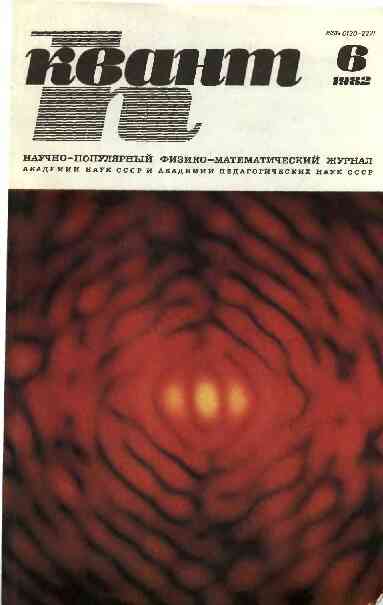 ISSN 0130-2221
квант
6
1982
НАУЧНО-ПОПУЛЯРНЫЙ ФИЗИКО-МАТЕМАТИЧЕСКИЙ ЖУРНАЛ
АКАДЕМИИ НАУК СССР И АКАДЕМИИ ПЕДАГОГИЧЕСКИХ НАУК СССР